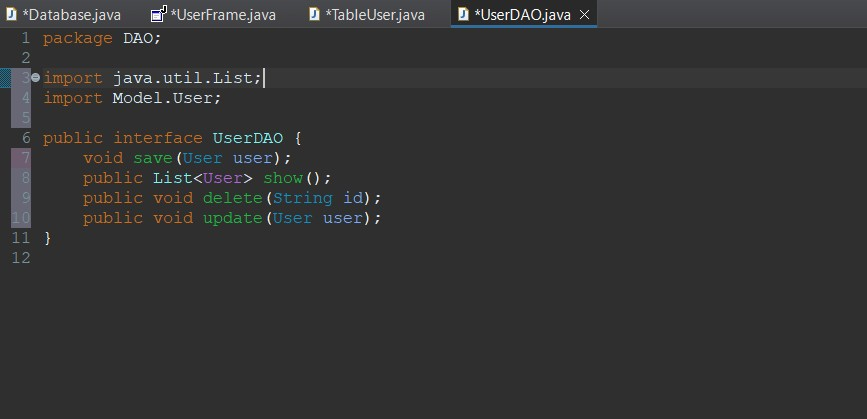 *Database.java *UserFrame.java *TableUser.java *UserDAO.java
1 package DAO;
2
3 import java.util.List;
4 import Model.User;
5
6 public interface UserDAO {
7     void save(User user);
8     public List<User> show();
9     public void delete(String id);
10     public void update(User user);
11 }
12